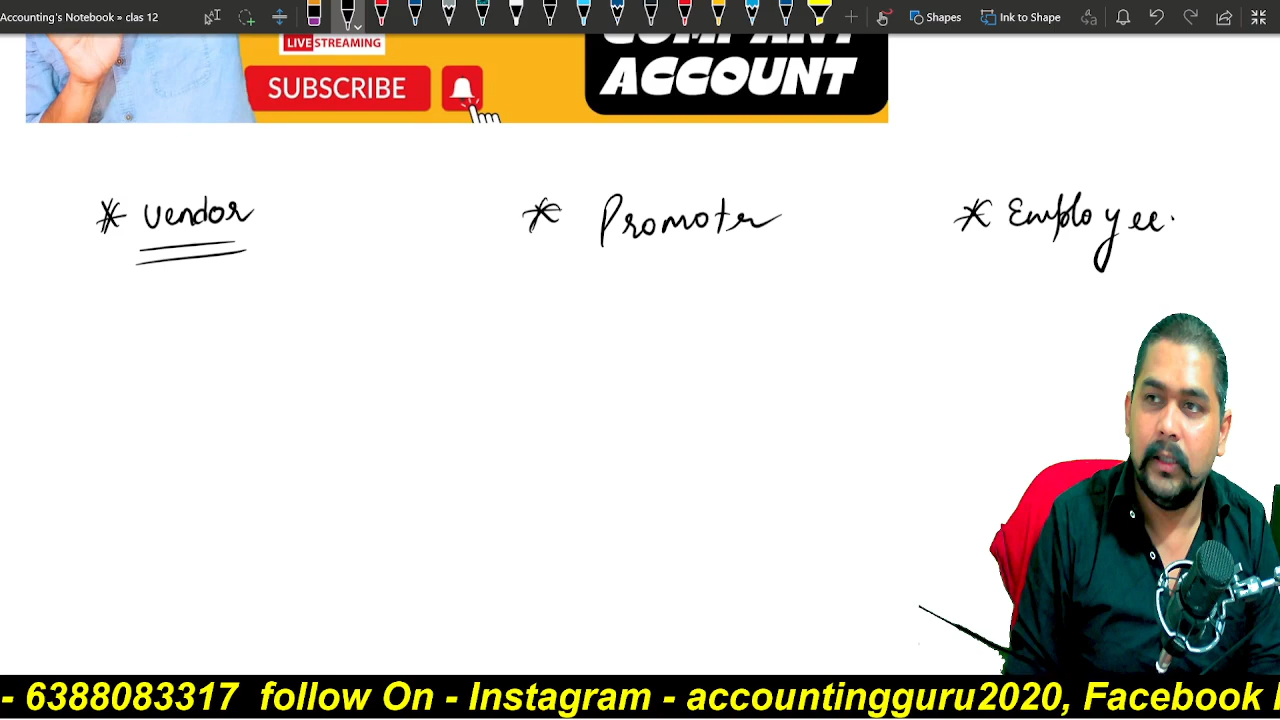 Accounting's Notebook » clas 12
Shapes
Ink to Shape
LIVE STREAMING
SUBSCRIBE
COMPANY
ACCOUNT
* Vendor
* Promoter
* Employee.
- 6388083317 follow On - Instagram - accountingguru2020, Facebook